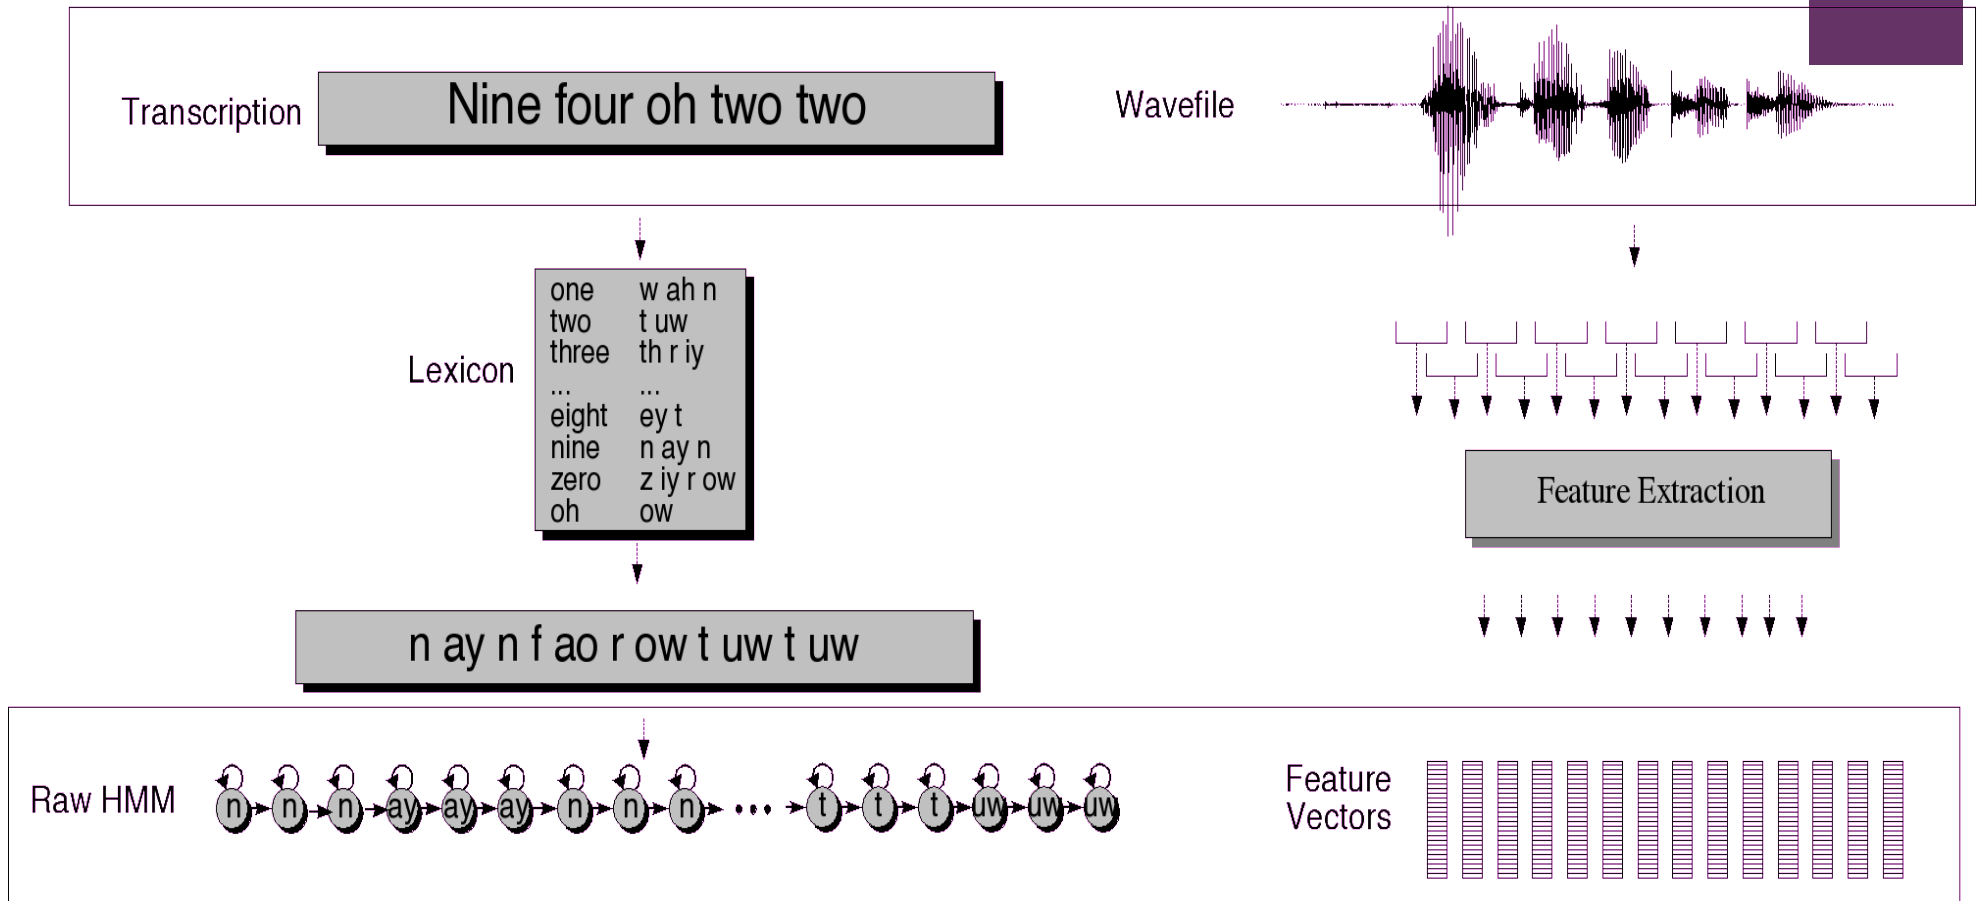 Transcription
Nine four oh two two
Wavefile
Lexicon
one w ah n
two t uw
three th r iy
... ...
eight ey t
nine n ay n
zero z iy r ow
oh ow
Feature Extraction
n ay n f ao r ow t uw t uw
Raw HMM
n n n ay ay ay n n n ... t t t uw uw uw
Feature
Vectors